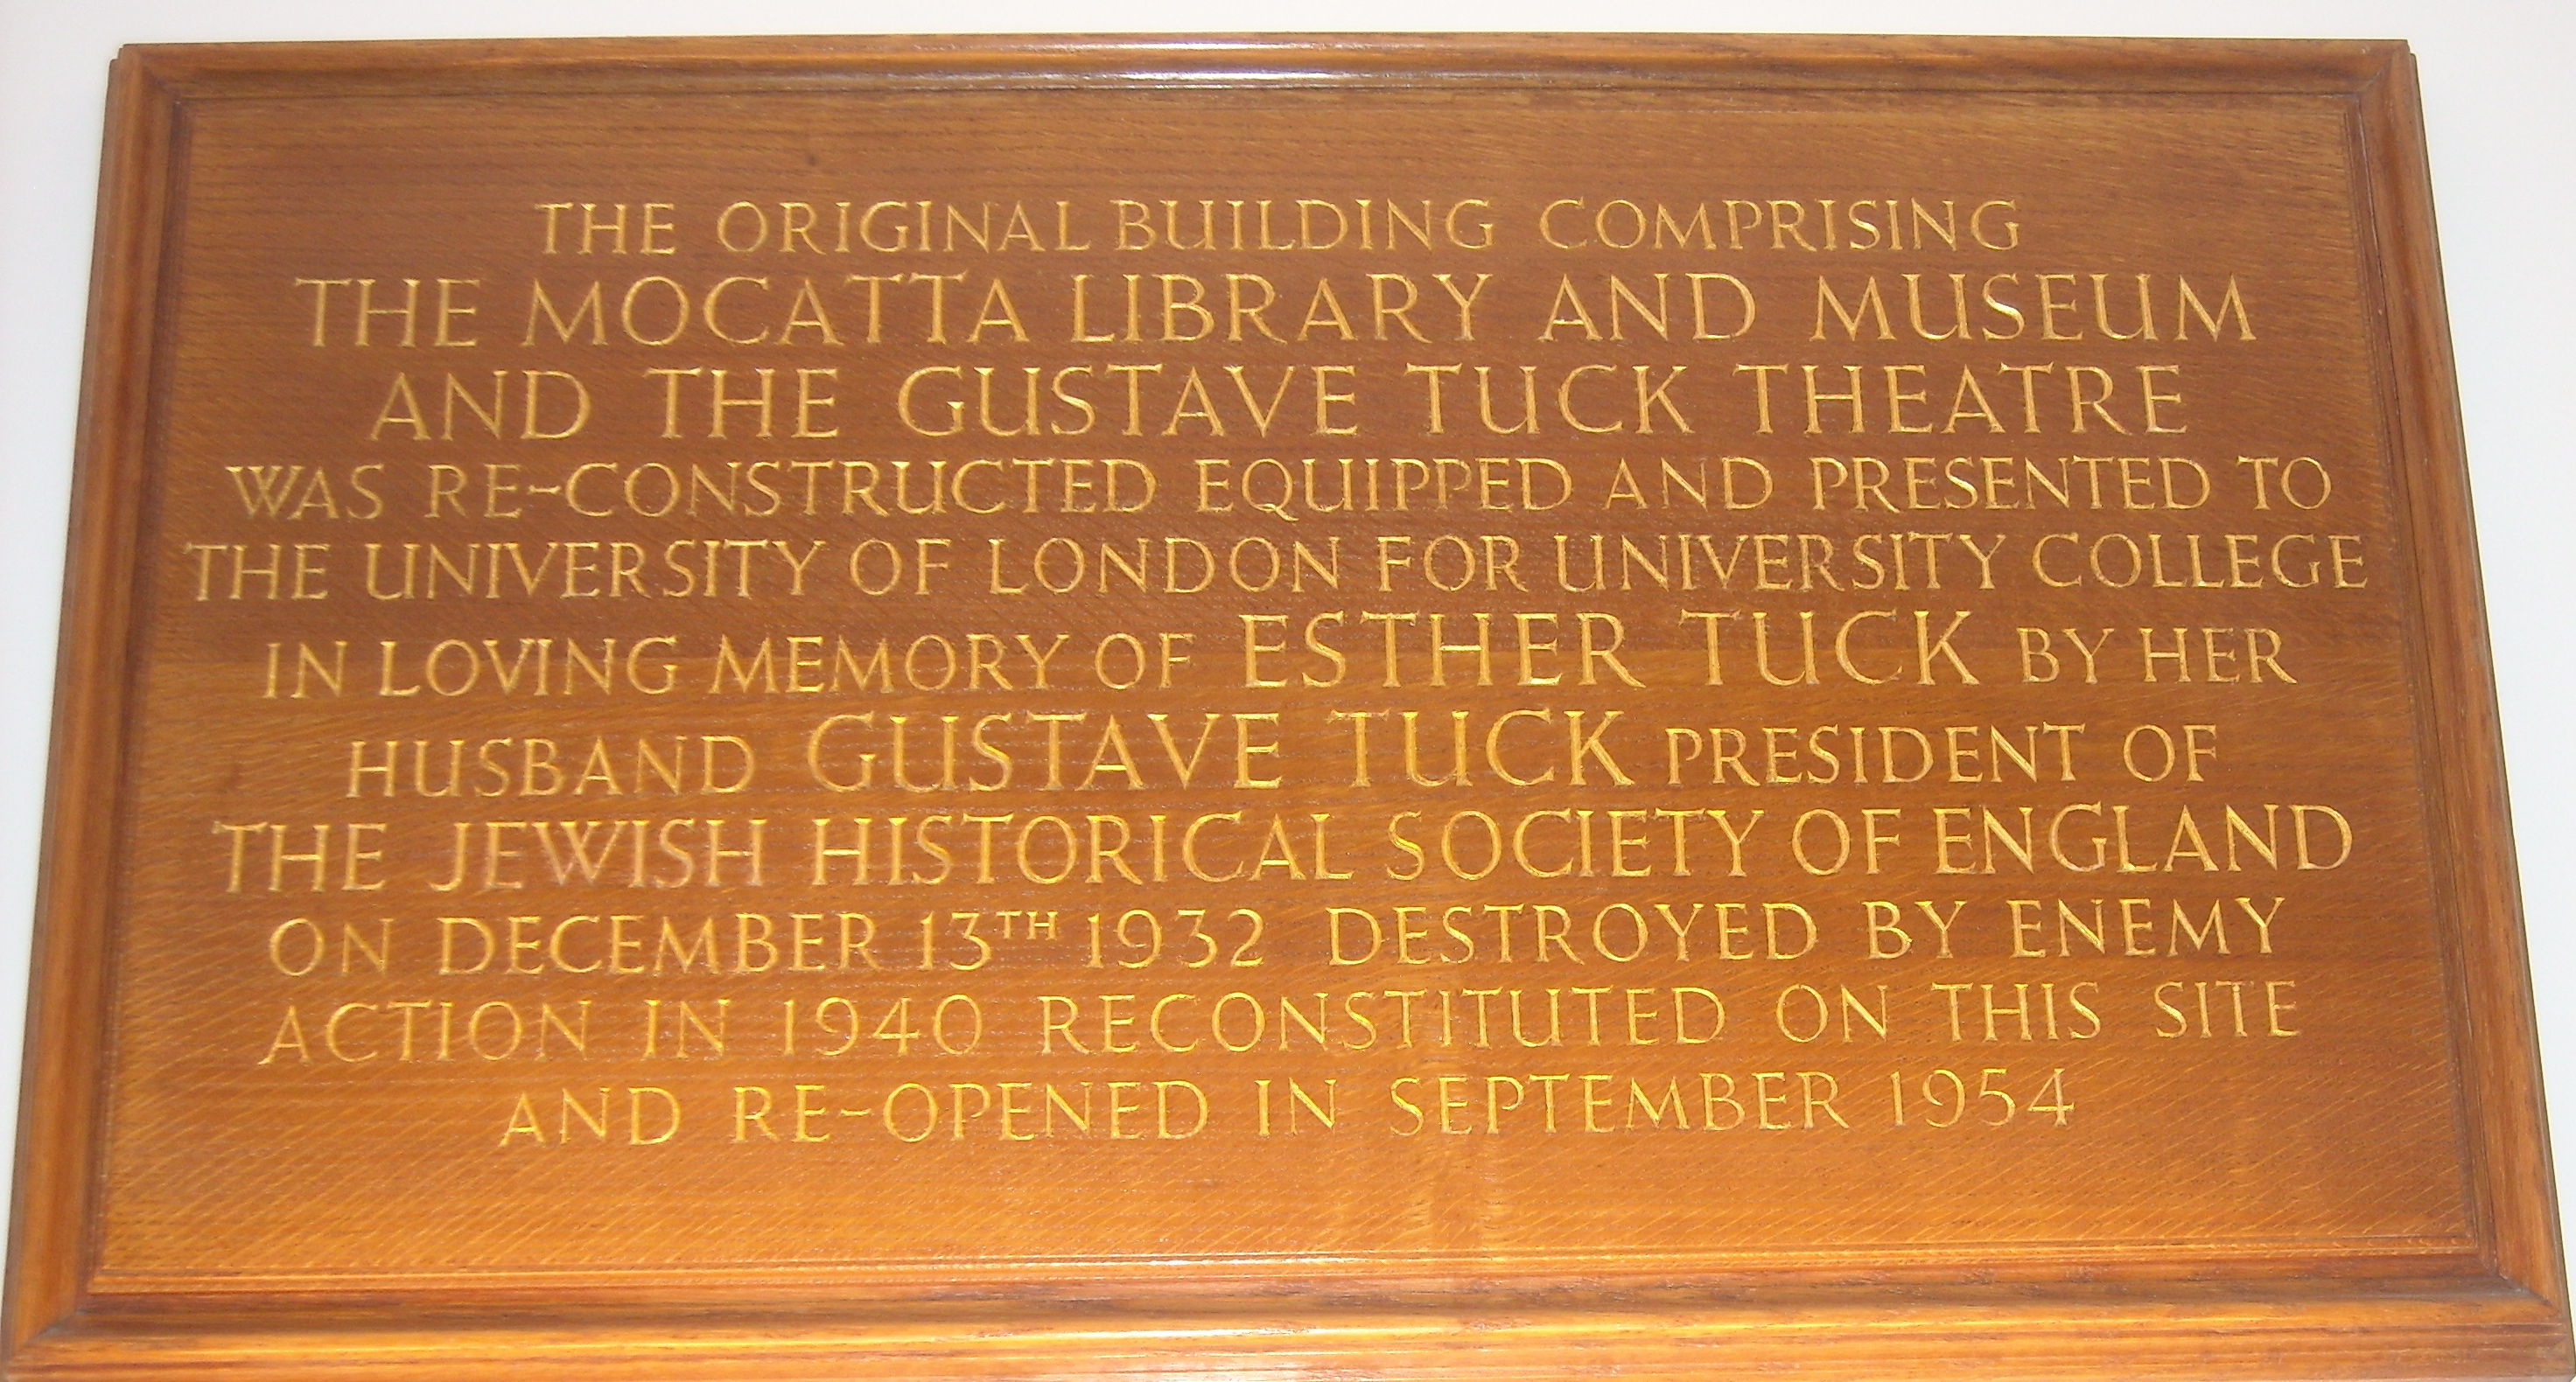 THE ORIGINAL BUILDING COMPRISING
THE MOCATTA LIBRARY AND MUSEUM
AND THE GUSTAVE TUCK THEATRE
WAS RE-CONSTRUCTED EQUIPPED AND PRESENTED TO
THE UNIVERSITY OF LONDON FOR UNIVERSITY COLLEGE
IN LOVING MEMORY OF ESTHER TUCK BY HER
HUSBAND GUSTAVE TUCK PRESIDENT OF
THE JEWISH HISTORICAL SOCIETY OF ENGLAND
ON DECEMBER 13TH 1932 DESTROYED BY ENEMY
ACTION IN 1940 RECONSTITUTED ON THIS SITE
AND RE-OPENED IN SEPTEMBER 1954